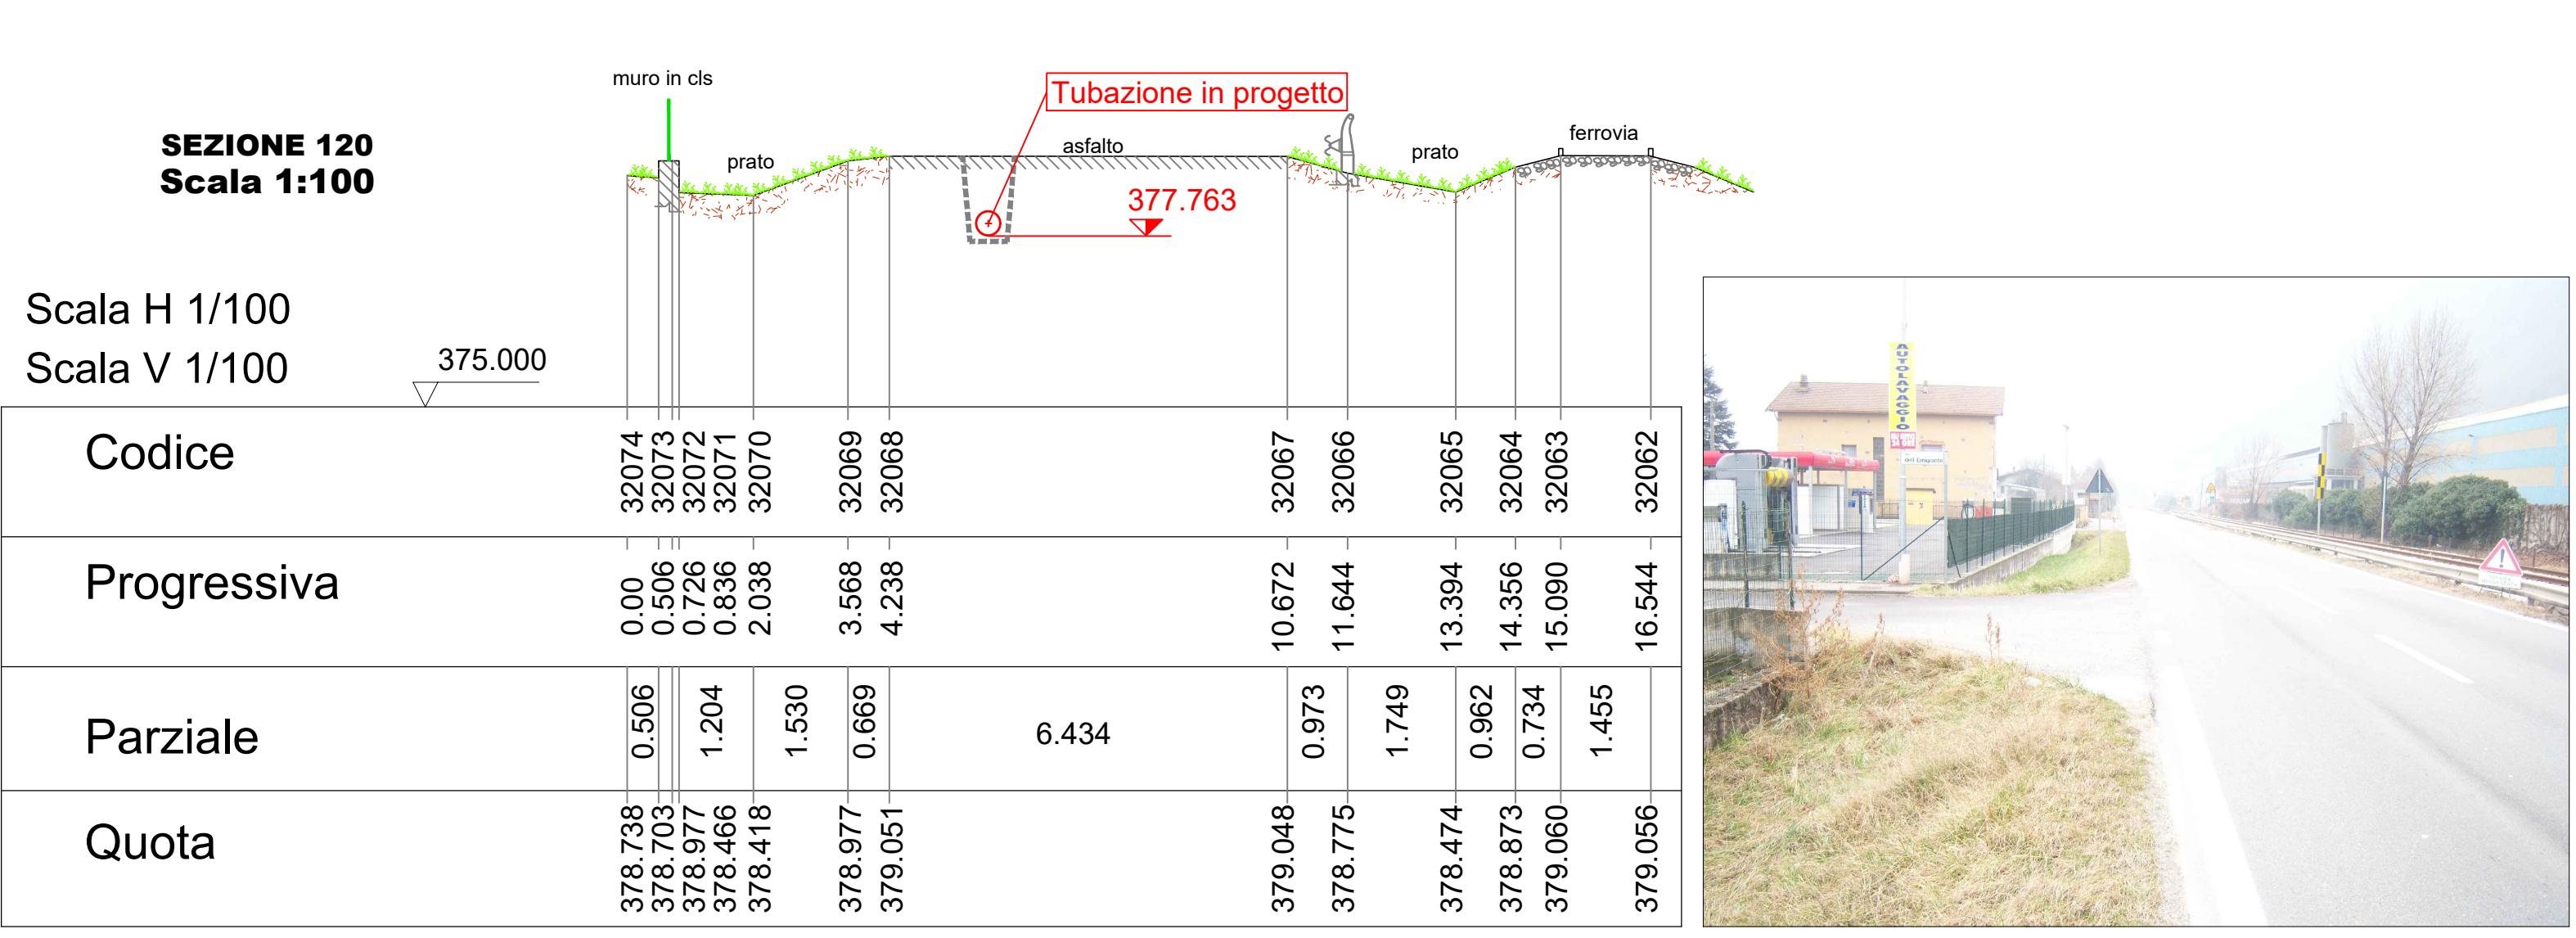 muro in cls
Tubazione in progetto
SEZIONE 120
Scala 1:100
prato
asfalto
prato
ferrovia
377.763
Scala H 1/100
Scala V 1/100
375.000
Codice
32074 32073 32072 32071 32070 32069 32068 32067 32066 32065 32064 32063 32062
Progressiva
0.00 0.506 0.726 0.836 2.038 3.568 4.238 10.672 11.644 13.394 14.356 15.090 16.544
Parziale
0.506 1.204 1.530 0.669 6.434 0.973 1.749 0.962 0.734 1.455
Quota
378.738 378.703 378.977 378.466 378.418 378.977 379.051 379.048 378.775 378.474 378.873 379.060 379.056
AUTOLAVAGGIO
24 ORE
dell'Emigrante